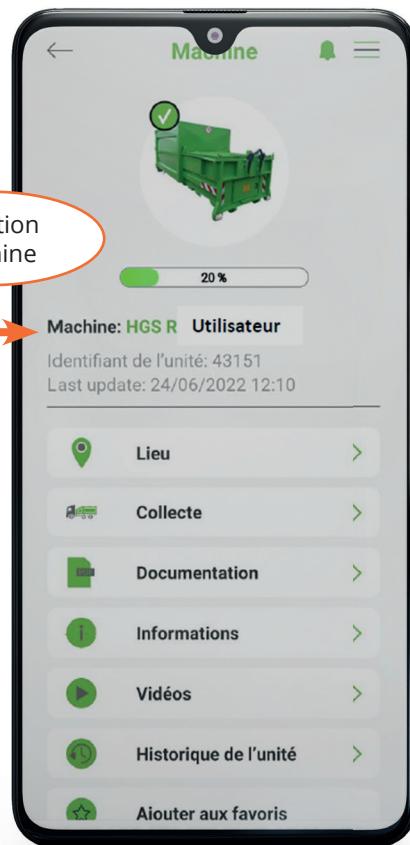 Machine
20 %
Machine: HGS R Utilisateur
Identifiant de l'unité: 43151
Last update: 24/06/2022 12:10
Lieu
Collecte
Documentation
Informations
Vidéos
Historique de l'unité
Ajouter aux favoris